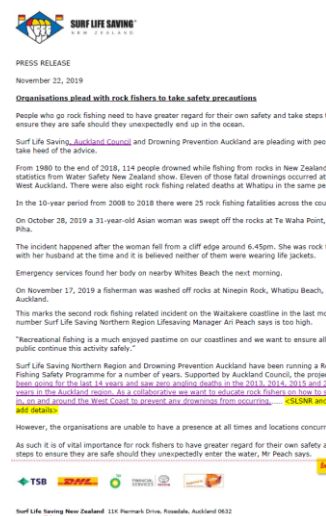 SURF LIFE SAVING
NEW ZEALAND
PRESS RELEASE
November 22, 2019
Organisations plead with rock fishers to take safety precautions
People who go rock fishing need to have greater regard for their own safety and take steps t
ensure they are safe should they unexpectedly end up in the ocean.
Surf Life Saving, Auckland Council and Drowning Prevention Auckland are pleading with peo
take heed of the advice.
From 1980 to the end of 2018, 114 people drowned while fishing from rocks in New Zealand
statistics from Water Safety New Zealand show. Eleven of those fatal drownings occurred at
West Auckland. There were also eight rock fishing related deaths at Whatipu in the same pe
In the 10-year period from 2008 to 2018 there were 25 rock fishing fatalities across the cou
On October 28, 2019 a 31-year-old Asian woman was swept off the rocks at Te Waha Point,
Piha.
The incident happened after the woman fell from a cliff edge around 6.45pm. She was rock f
with her husband at the time and it is believed neither of them were wearing life jackets.
Emergency services found her body on nearby Whites Beach the next morning.
On November 17, 2019 a fisherman was washed off rocks at Ninepin Rock, Whatipu Beach,
Auckland.
This marks the second rock fishing related incident on the Waitakere coastline in the last mo
number Surf Life Saving Northern Region Lifesaving Manager Ari Peach says is too high.
"Recreational fishing is a much enjoyed pastime on our coastlines and we want to ensure all
public continue this activity safely."
Surf Life Saving Northern Region and Drowning Prevention Auckland have been running a Ro
Fishing Safety Programme for a number of years. Supported by Auckland Council, the projec
been going for the last 14 years and saw zero angling deaths in the 2013, 2014, 2015 and 2
years in the Auckland region. As a collaborative we want to educate rock fishers on how to s
in, on and around the West Coast to prevent any drownings from occurring..... <SLSNR and
add details>
However, the organisations are unable to have a presence at all times and locations concurr
As such it is of vital importance for rock fishers to have greater regard for their own safety a
steps to ensure they are safe should they unexpectedly enter the water, Mr Peach says.
TSB
DHL
FINANCIAL SERVICES
TOYOTA
Surf Life Saving New Zealand 11K Piermark Drive, Rosedale, Auckland 0632